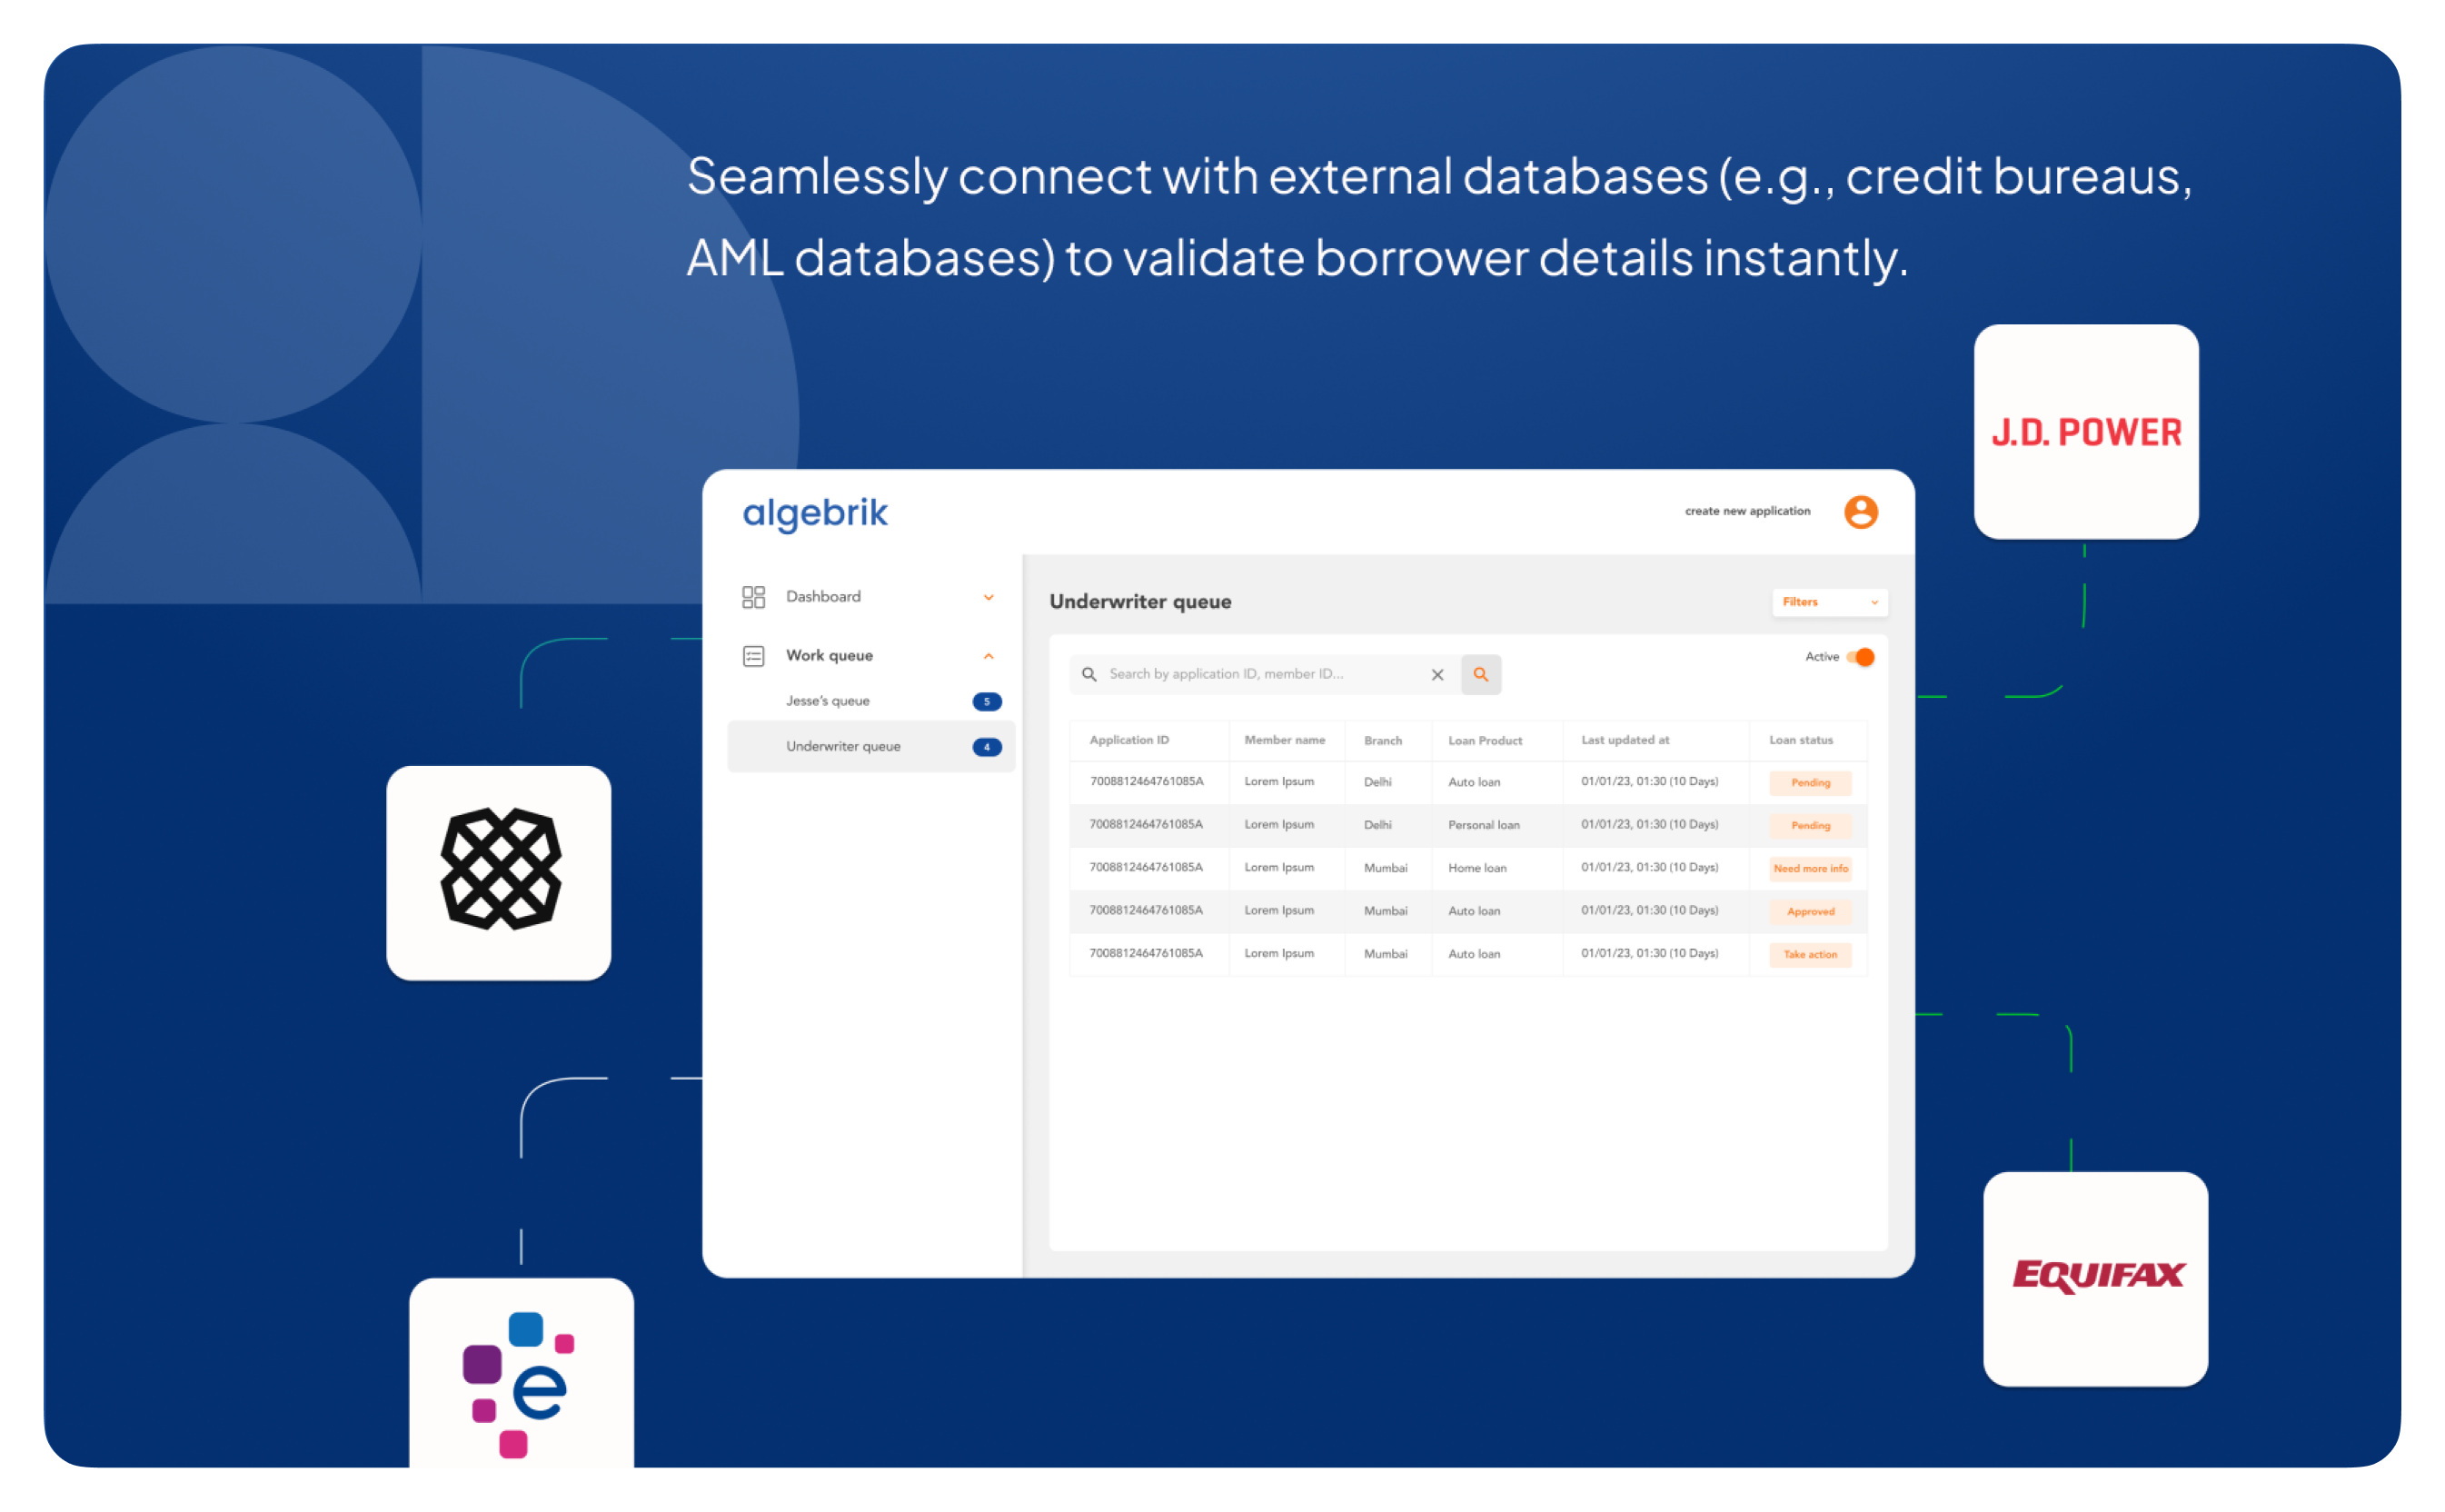 Seamlessly connect with external databases (e.g., credit bureaus,
AML databases) to validate borrower details instantly.
J.D. POWER
algebrik
create new application
Dashboard
Work queue
Jesse's queue 5
Underwriter queue 4
Underwriter queue
Filters
Active
Search by application ID, member ID...
Application ID Member name Branch Loan Product Last updated at Loan status
7008812464761085A Lorem Ipsum Delhi Auto loan 01/01/23, 01:30 (10 Days) Pending
7008812464761085A Lorem Ipsum Delhi Personal loan 01/01/23, 01:30 (10 Days) Pending
7008812464761085A Lorem Ipsum Mumbai Home loan 01/01/23, 01:30 (10 Days) Need more info
7008812464761085A Lorem Ipsum Mumbai Auto loan 01/01/23, 01:30 (10 Days) Approved
7008812464761085A Lorem Ipsum Mumbai Auto loan 01/01/23, 01:30 (10 Days) Take action
EQUIFAX
e